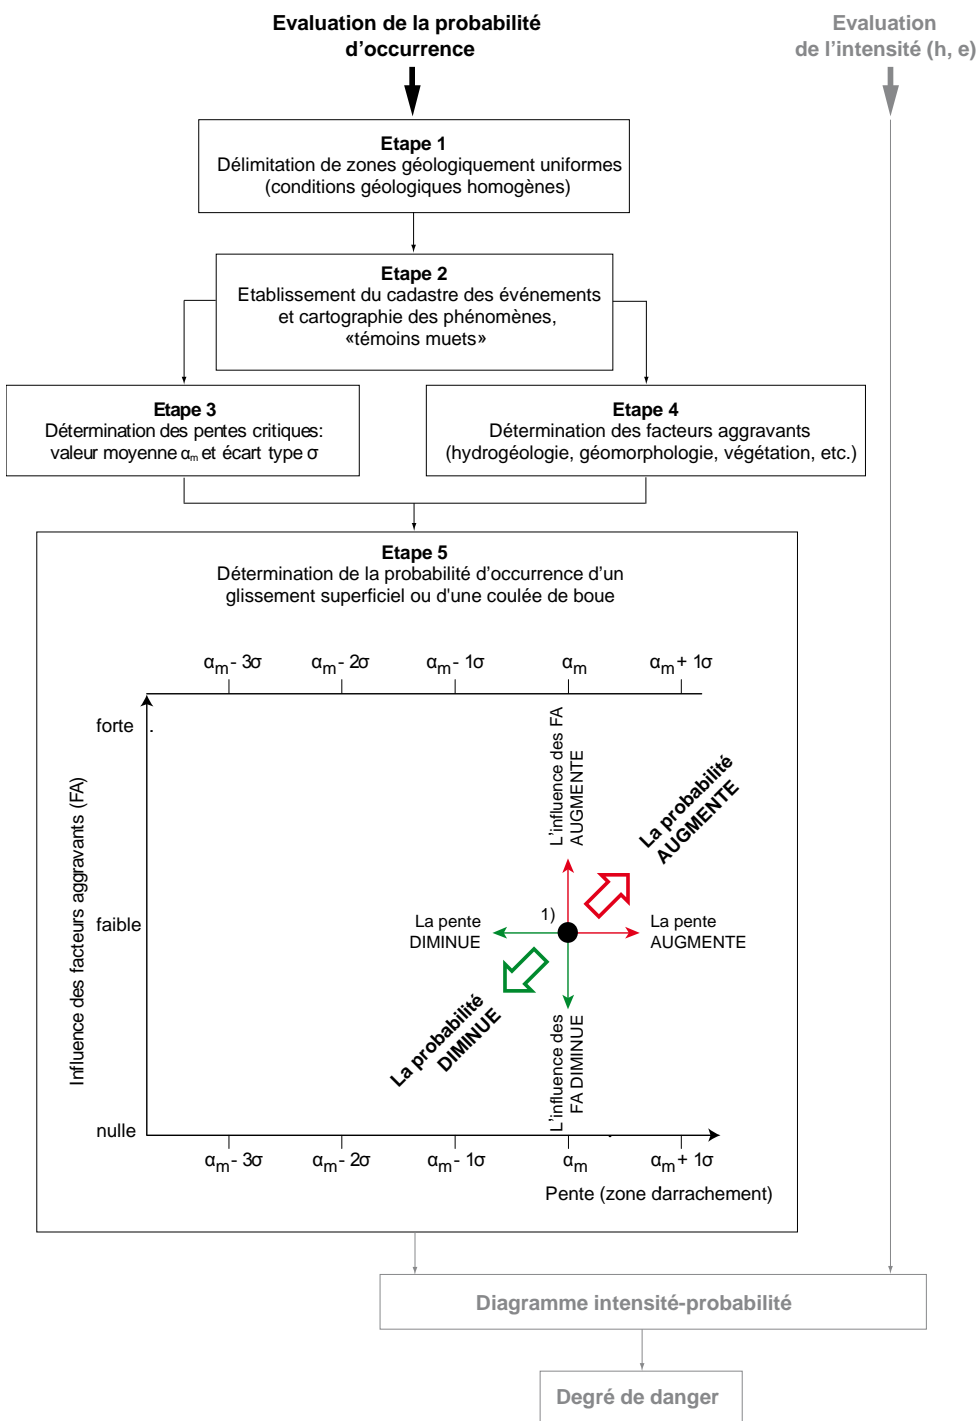 Evaluation de la probabilité
d'occurrence
Evaluation
de l'intensité (h, e)
Etape 1
Délimitation de zones géologiquement uniformes
(conditions géologiques homogènes)
Etape 2
Etablissement du cadastre des événements
et cartographie des phénomènes,
«témoins muets»
Etape 3
Détermination des pentes critiques:
valeur moyenne αm et écart type σ
Etape 4
Détermination des facteurs aggravants
(hydrogéologie, géomorphologie, végétation, etc.)
Etape 5
Détermination de la probabilité d'occurrence d'un
glissement superficiel ou d'une coulée de boue
αm - 3σ αm - 2σ αm - 1σ αm αm + 1σ
Influence des facteurs aggravants (FA)
forte .
faible
nulle
L'influence des FA
AUGMENTE
La probabilité
AUGMENTE
1)
La pente
DIMINUE
La pente
AUGMENTE
La probabilité
DIMINUE
L'influence des
FA DIMINUE
αm - 3σ αm - 2σ αm - 1σ αm αm + 1σ
Pente (zone darrachement)
Diagramme intensité-probabilité
Degré de danger